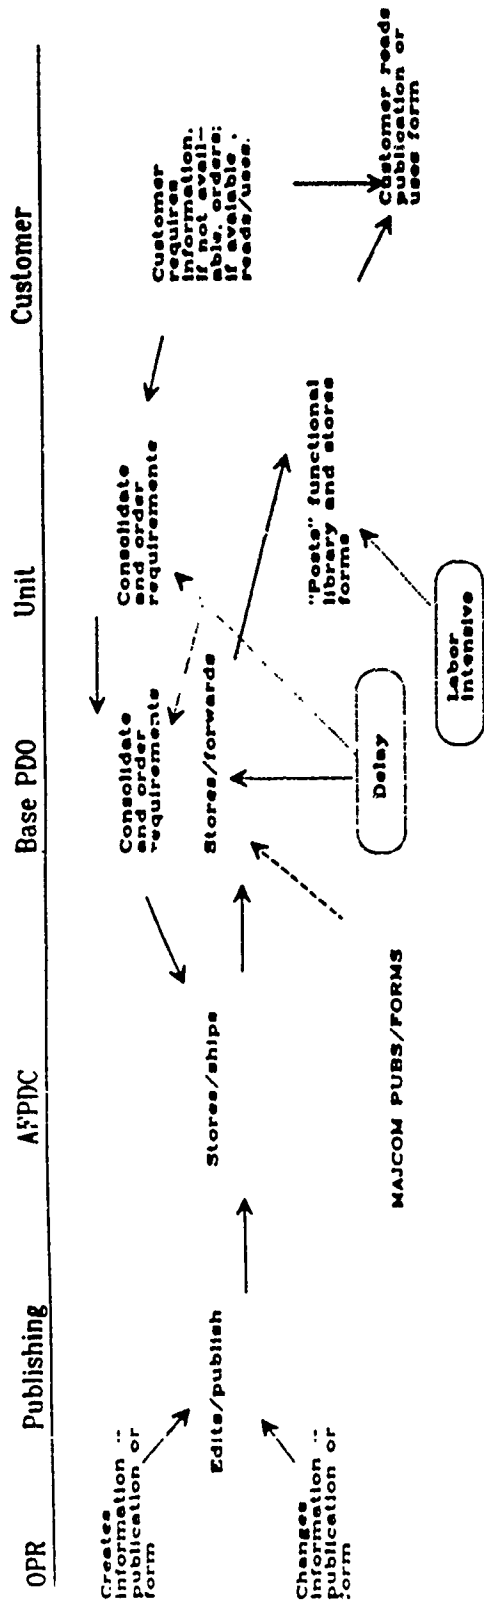 OPR
Publishing
AFPDC
Base PDO
Unit
Customer
Creates
information --
publication or
form
Changes
information --
publication or
form
Edits/publish
Stores/ships
MAJCOM PUBS/FORMS
Consolidate
and order
requirements
Stores/forwards
Delay
Consolidate
and order
requirements
"Posts" functional
library and stores
forms
Labor
intensive
Customer
requires
information.
if not avail-
able, orders;
if avaiable,
reads/uses.
Customer reads
publication or
uses form